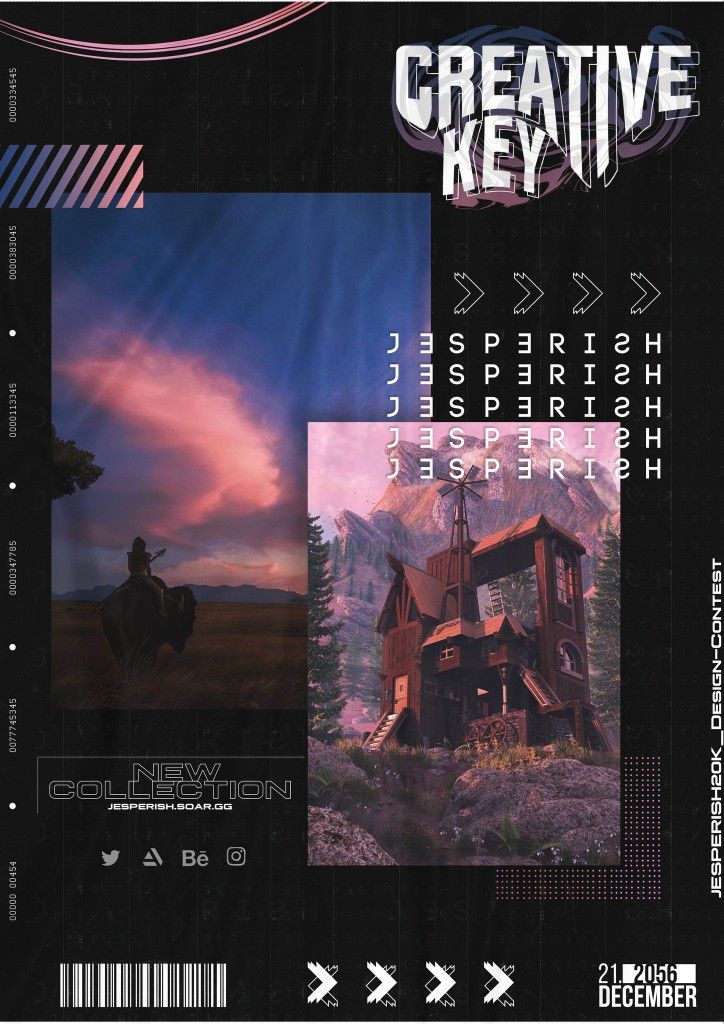 CREATIVE
KEY
0000334545
0000383045
0000113345
0000347785
0077745345
00000 00454
JESPERISH
JESPERISH
JESPERISH
JESPERISH
JESPERISH
JESPERISH20K_DESIGN-CONTEST
NEW
COLLECTION
JESPERISH.SOAR.GG
Bē
21. 2056
DECEMBER